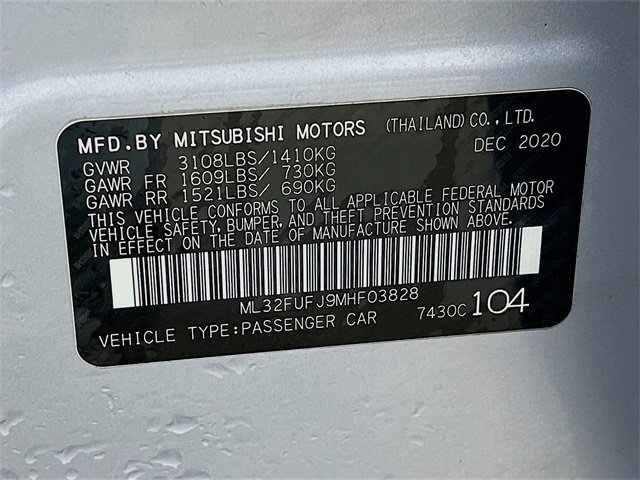 MFD.BY MITSUBISHI MOTORS (THAILAND) CO., LTD.
GVWR 3108LBS/1410KG DEC 2020
GAWR FR 1609LBS/ 730KG
GAWR RR 1521LBS/ 690KG
THIS VEHICLE CONFORMS TO ALL APPLICABLE FEDERAL MOTOR
VEHICLE SAFETY, BUMPER, AND THEFT PREVENTION STANDARDS
IN EFFECT ON THE DATE OF MANUFACTURE SHOWN ABOVE.
ML32FUFJ9MHF03828
VEHICLE TYPE:PASSENGER CAR 7430C 104